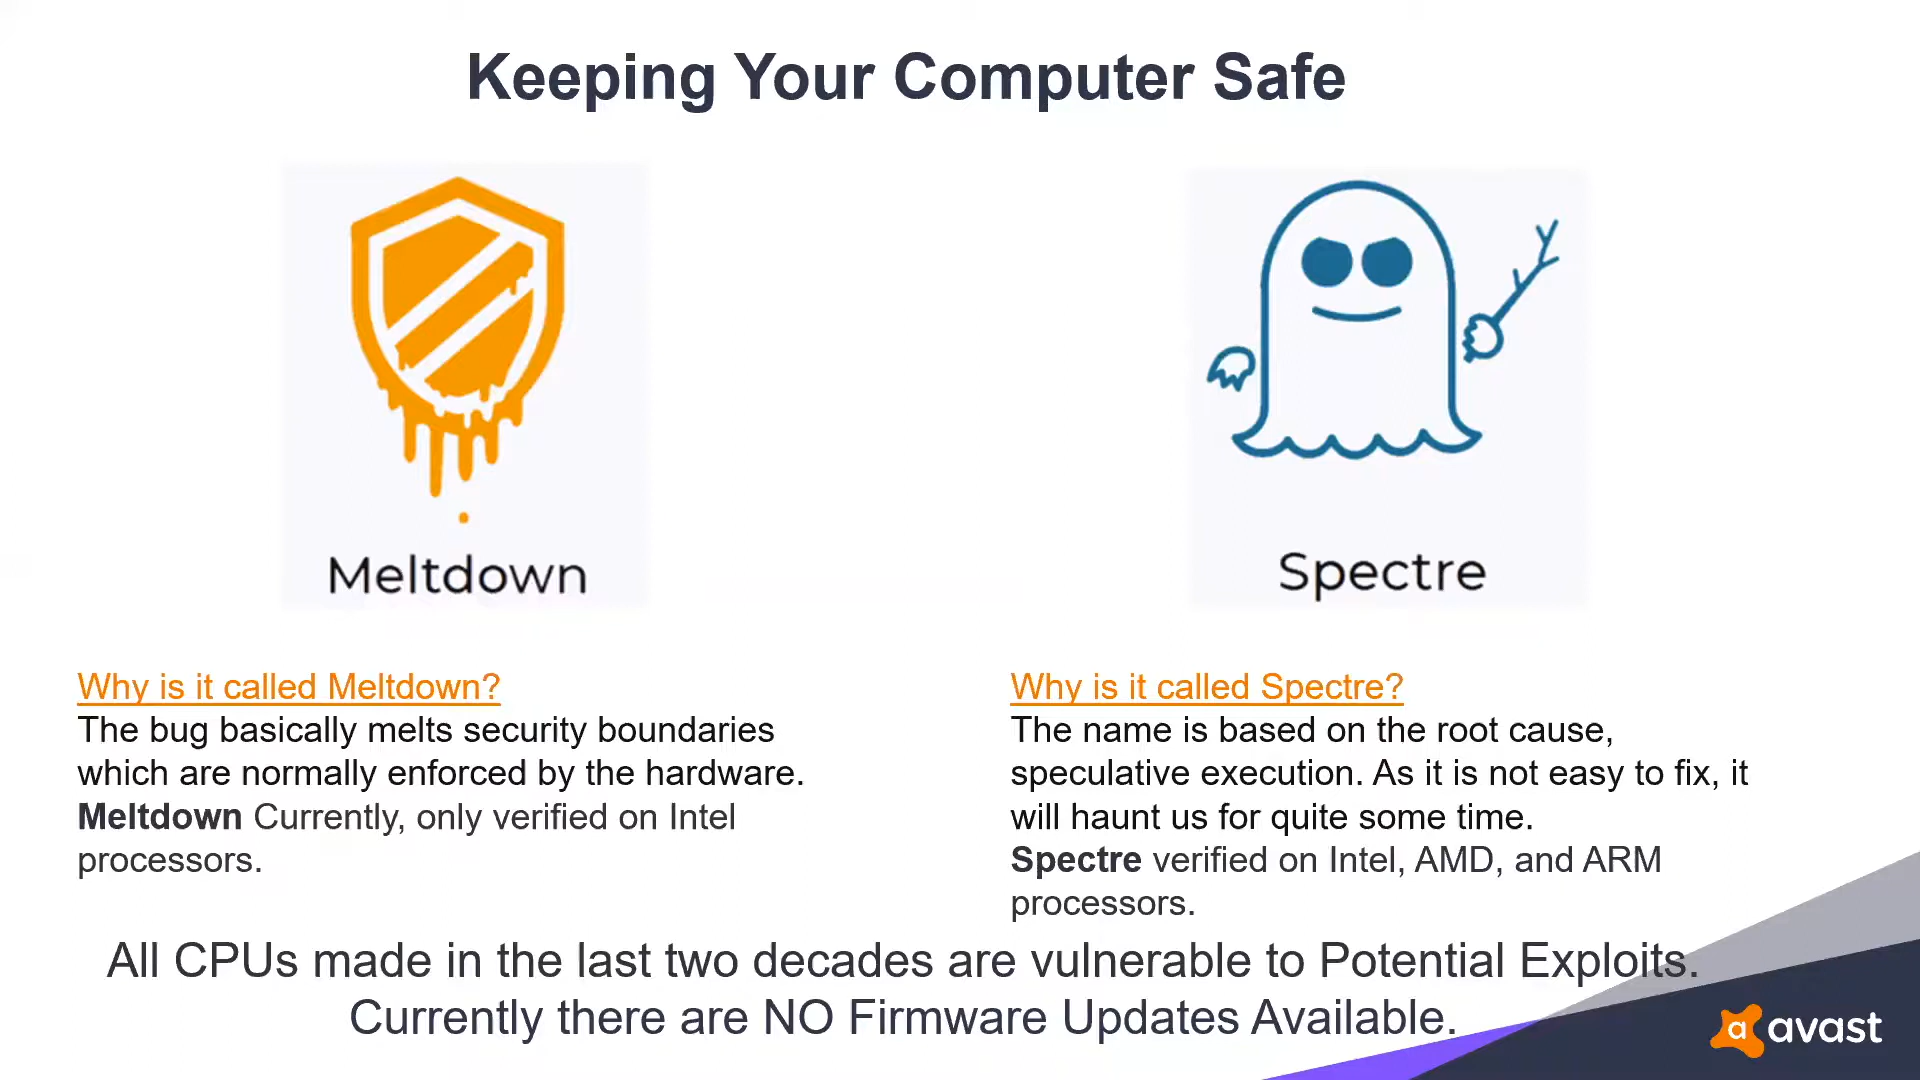 Keeping Your Computer Safe
Meltdown
Spectre
Why is it called Meltdown?
The bug basically melts security boundaries
which are normally enforced by the hardware.
Meltdown Currently, only verified on Intel
processors.
Why is it called Spectre?
The name is based on the root cause,
speculative execution. As it is not easy to fix, it
will haunt us for quite some time.
Spectre verified on Intel, AMD, and ARM
processors.
All CPUs made in the last two decades are vulnerable to Potential Exploits.
Currently there are NO Firmware Updates Available.
avast